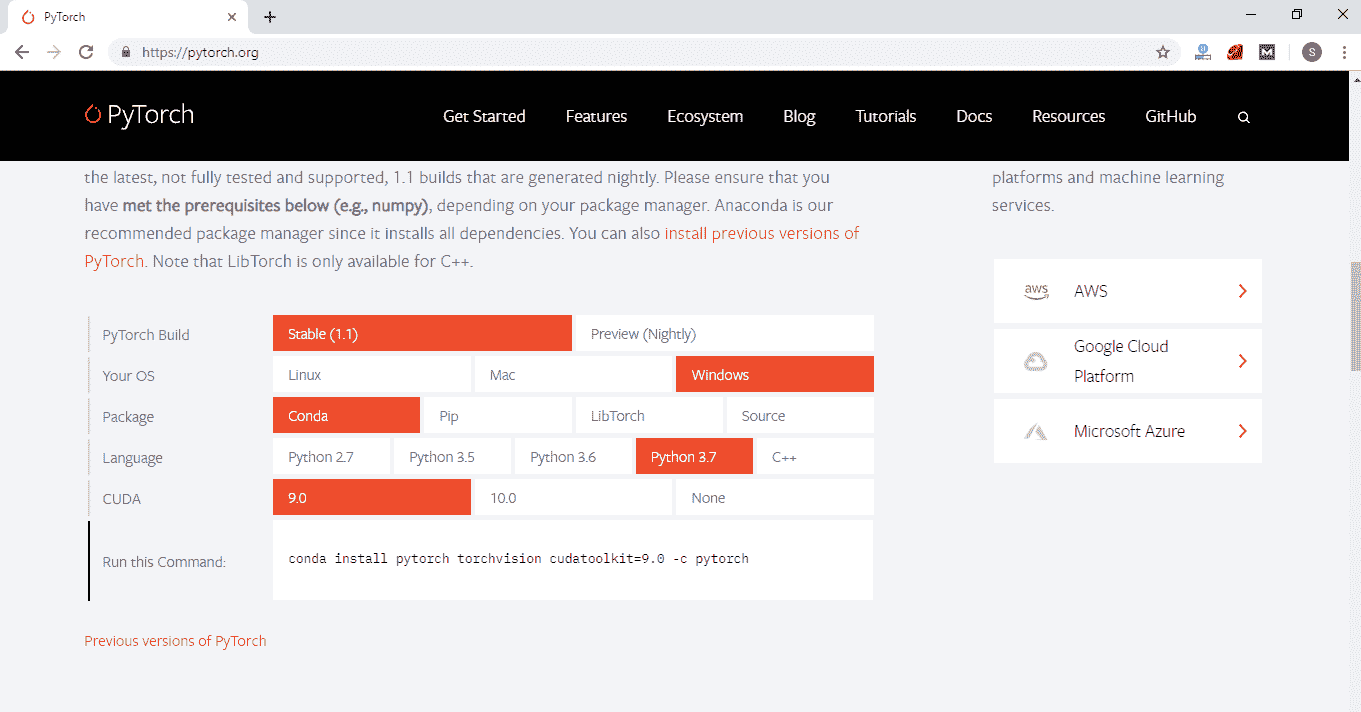 PyTorch
https://pytorch.org
S
PyTorch
Get Started Features Ecosystem Blog Tutorials Docs Resources GitHub
the latest, not fully tested and supported, 1.1 builds that are generated nightly. Please ensure that you
have met the prerequisites below (e.g., numpy), depending on your package manager. Anaconda is our
recommended package manager since it installs all dependencies. You can also install previous versions of
PyTorch. Note that LibTorch is only available for C++.
platforms and machine learning
services.
PyTorch Build Stable (1.1) Preview (Nightly)
Your OS Linux Mac Windows
Package Conda Pip LibTorch Source
Language Python 2.7 Python 3.5 Python 3.6 Python 3.7 C++
CUDA 9.0 10.0 None
Run this Command: conda install pytorch torchvision cudatoolkit=9.0 -c pytorch
Previous versions of PyTorch
aws AWS
Google Cloud
Platform
Microsoft Azure